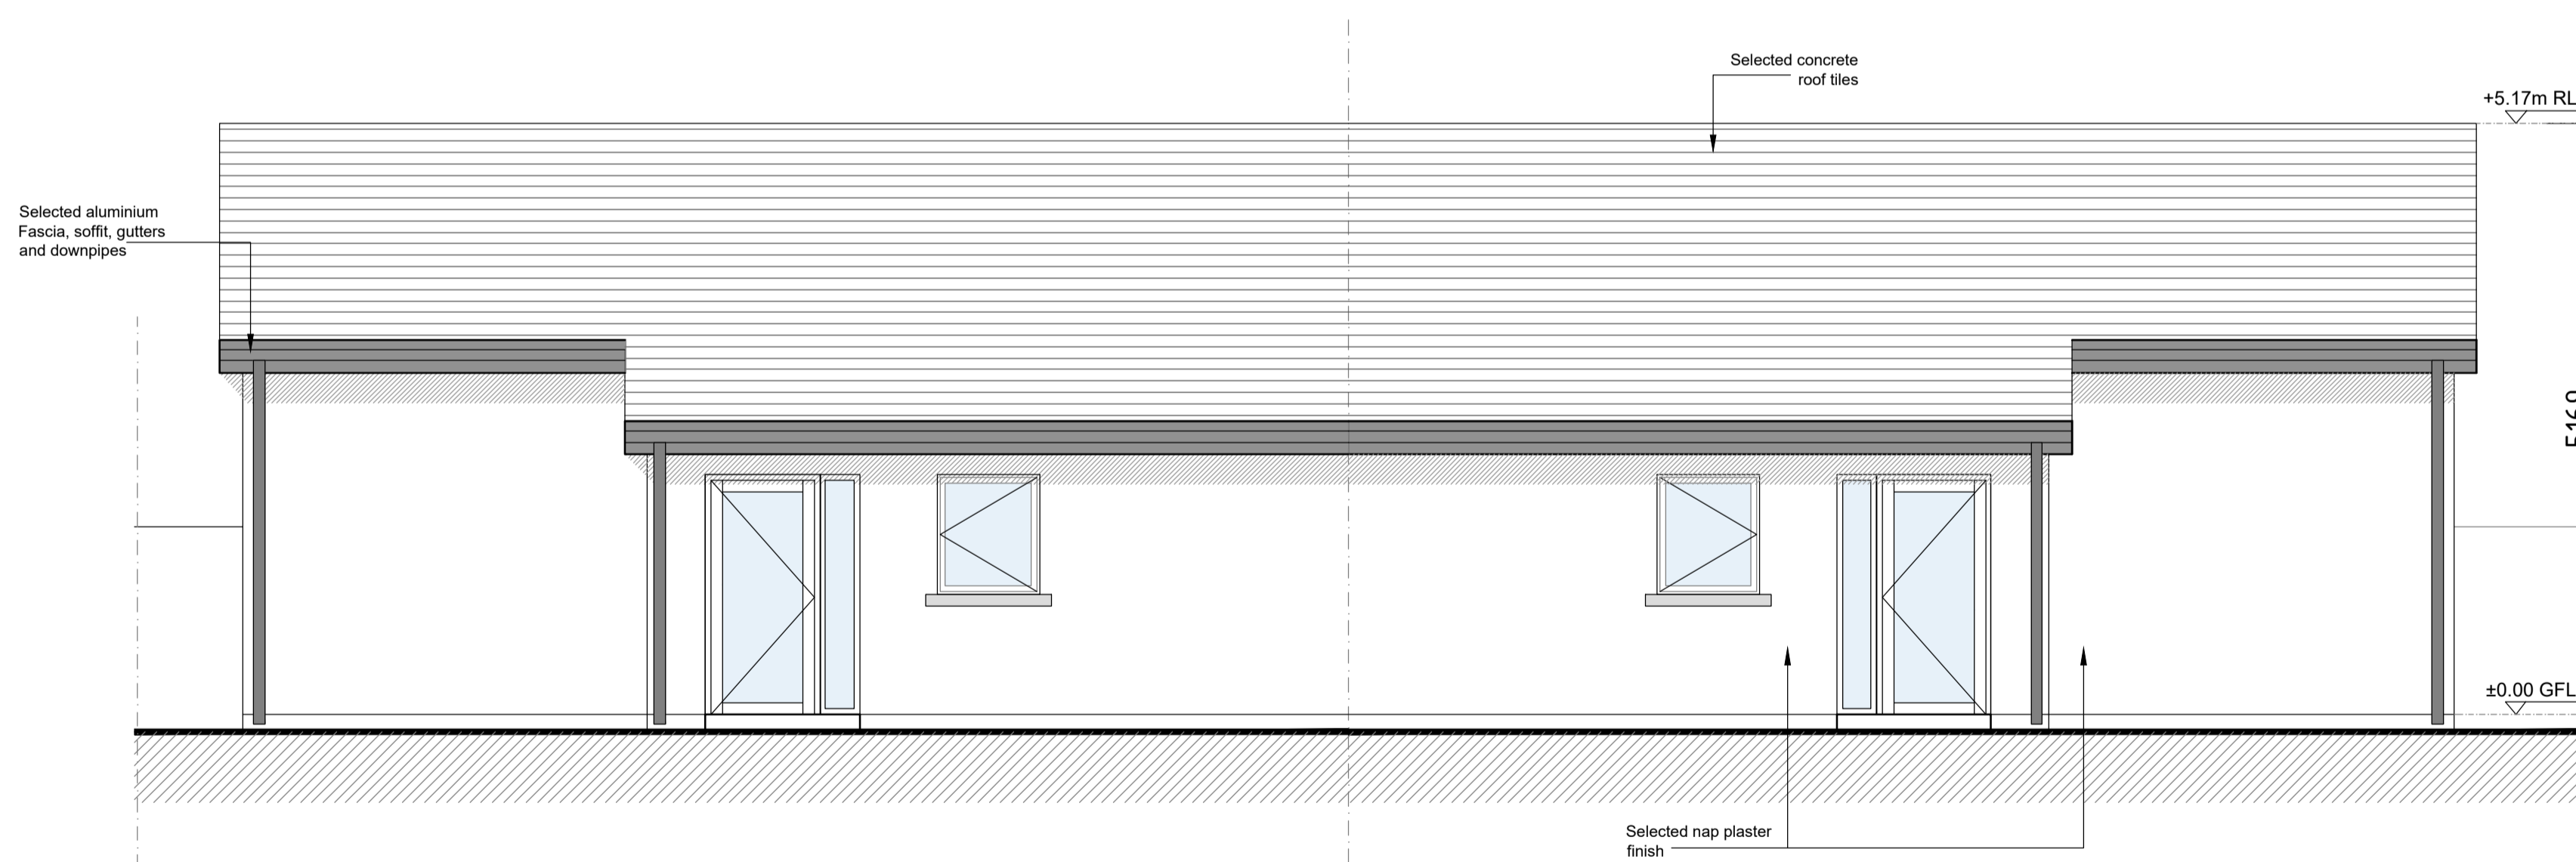 Selected concrete
roof tiles
+5.17m RL
Selected aluminium
Fascia, soffit, gutters
and downpipes
±0.00 GFL
Selected nap plaster
finish